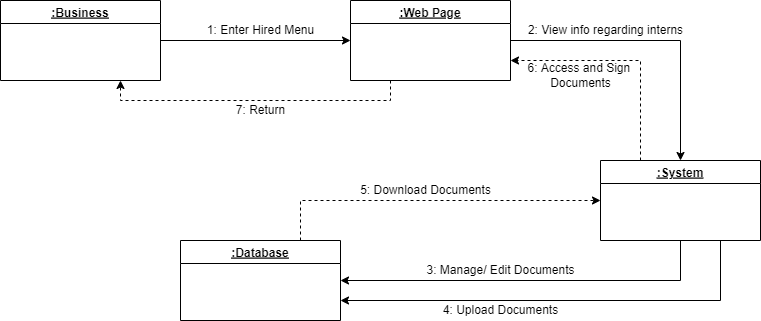 :Business
:Web Page
1: Enter Hired Menu
2: View info regarding interns
6: Access and Sign
Documents
7: Return
:System
5: Download Documents
:Database
3: Manage/ Edit Documents
4: Upload Documents